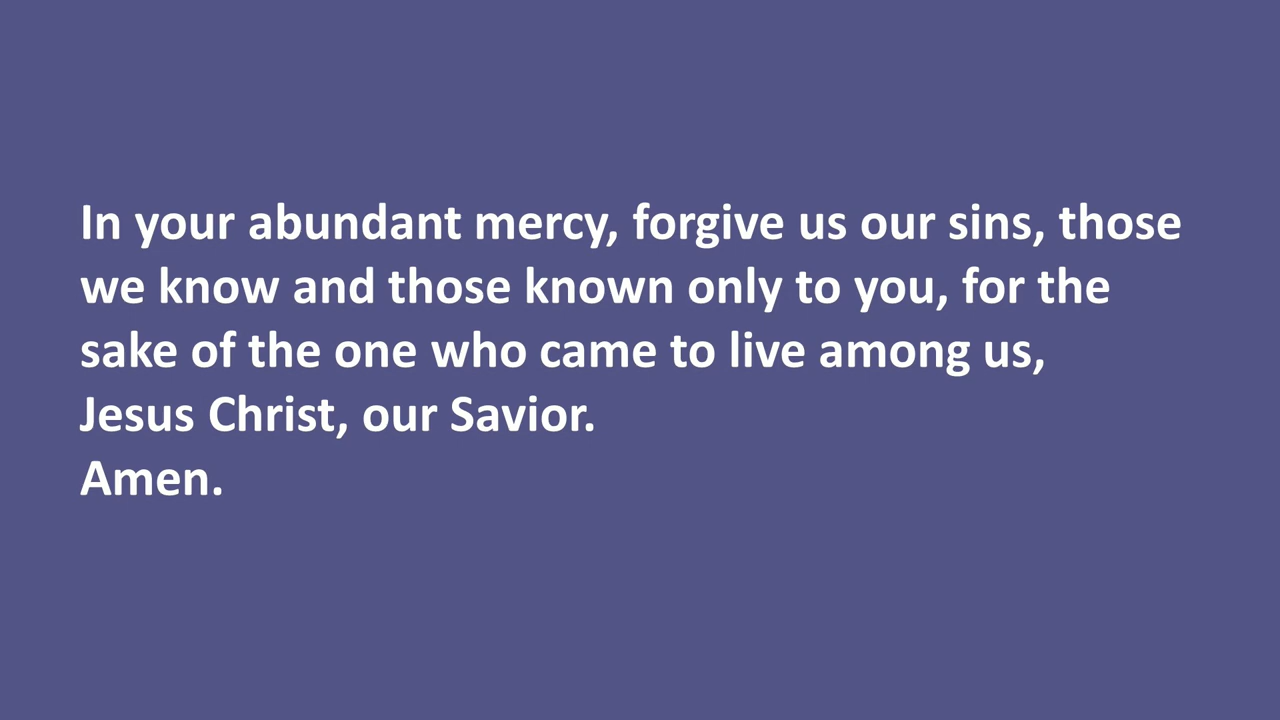 In your abundant mercy, forgive us our sins, those
we know and those known only to you, for the
sake of the one who came to live among us,
Jesus Christ, our Savior.
Amen.